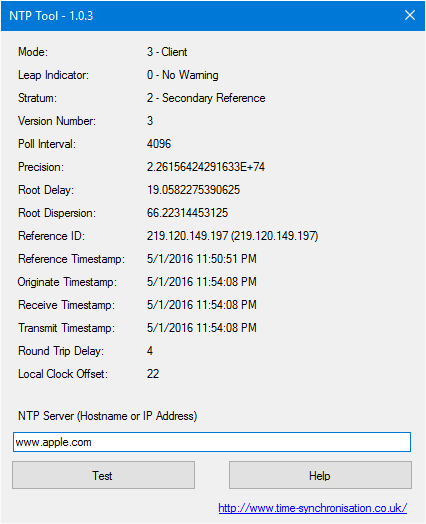 NTP Tool - 1.0.3
Mode: 3 - Client
Leap Indicator: 0 - No Warning
Stratum: 2 - Secondary Reference
Version Number: 3
Poll Interval: 4096
Precision: 2.26156424291633E+74
Root Delay: 19.0582275390625
Root Dispersion: 66.22314453125
Reference ID: 219.120.149.197 (219.120.149.197)
Reference Timestamp: 5/1/2016 11:50:51 PM
Originate Timestamp: 5/1/2016 11:54:08 PM
Receive Timestamp: 5/1/2016 11:54:08 PM
Transmit Timestamp: 5/1/2016 11:54:08 PM
Round Trip Delay: 4
Local Clock Offset: 22
NTP Server (Hostname or IP Address)
www.apple.com
Test Help
http://www.time-synchronisation.co.uk/